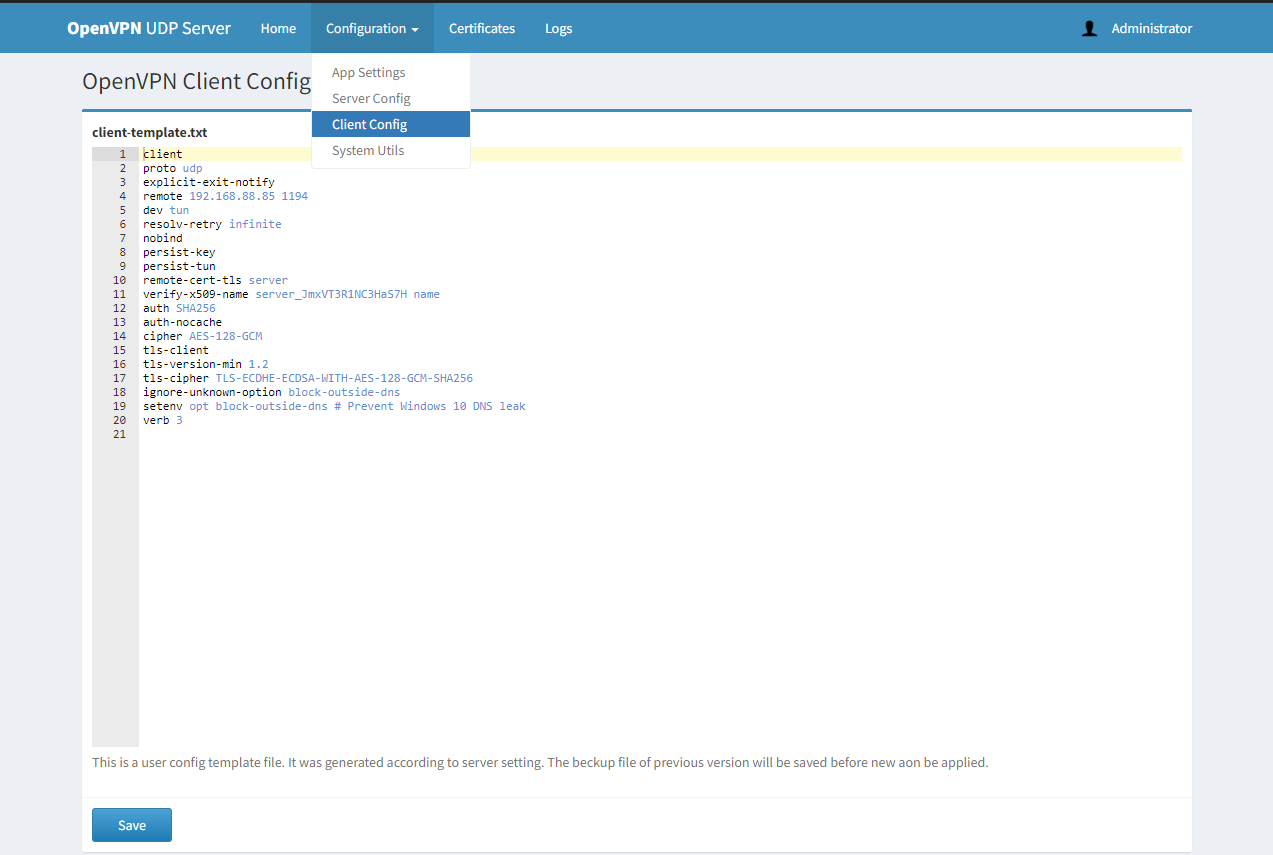 OpenVPN UDP Server Home Configuration Certificates Logs Administrator
App Settings
Server Config
Client Config
System Utils
OpenVPN Client Config
client-template.txt
1 client
2 proto udp
3 explicit-exit-notify
4 remote 192.168.88.85 1194
5 dev tun
6 resolv-retry infinite
7 nobind
8 persist-key
9 persist-tun
10 remote-cert-tls server
11 verify-x509-name server_JmxVT3R1NC3HaS7H name
12 auth SHA256
13 auth-nocache
14 cipher AES-128-GCM
15 tls-client
16 tls-version-min 1.2
17 tls-cipher TLS-ECDHE-ECDSA-WITH-AES-128-GCM-SHA256
18 ignore-unknown-option block-outside-dns
19 setenv opt block-outside-dns # Prevent Windows 10 DNS leak
20 verb 3
21
This is a user config template file. It was generated according to server setting. The beckup file of previous version will be saved before new aon be applied.
Save